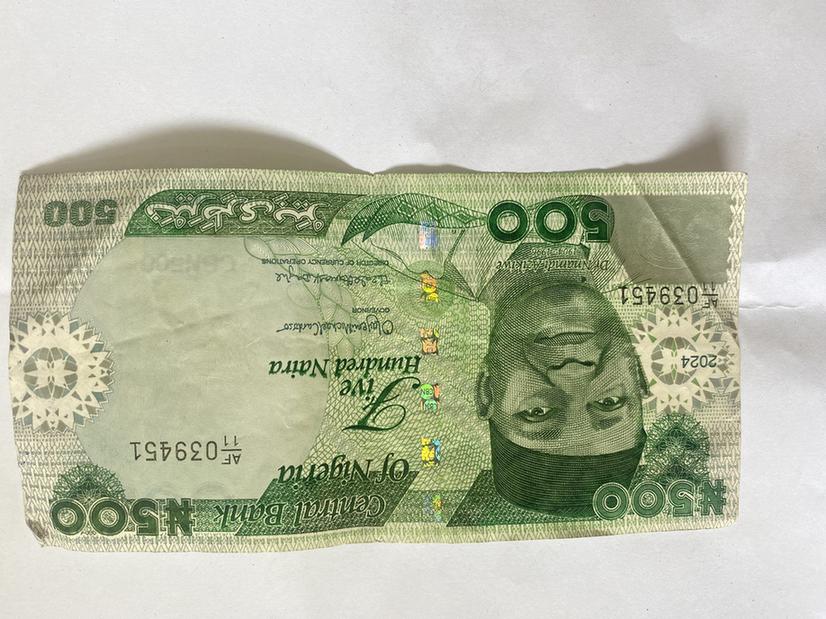 ₦500
₦500
Central Bank
Of Nigeria
AF
11 039451
2024
Five
Hundred Naira
GOVERNOR
AF
11 039451
DIRECTOR OF CURRENCY OPERATIONS
Dr Nnamdi Azikiwe
500
500